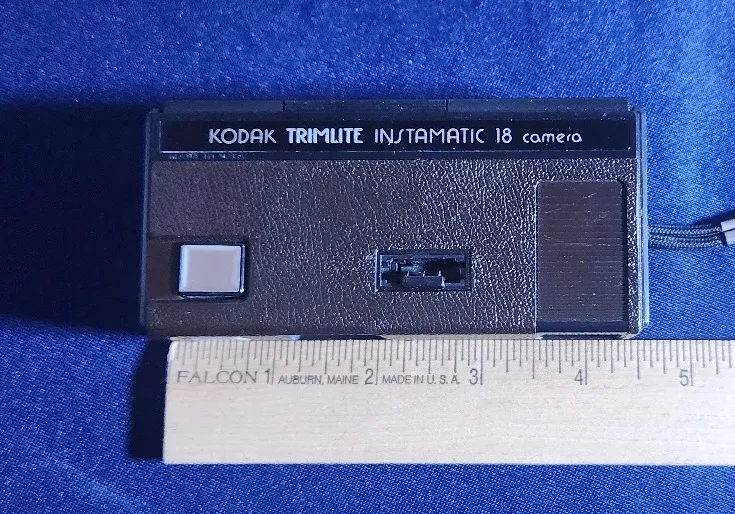 KODAK TRIMLITE INSTAMATIC 18 camera
FALCON 1 AUBURN, MAINE 2 MADE IN U.S.A. 3 4 5